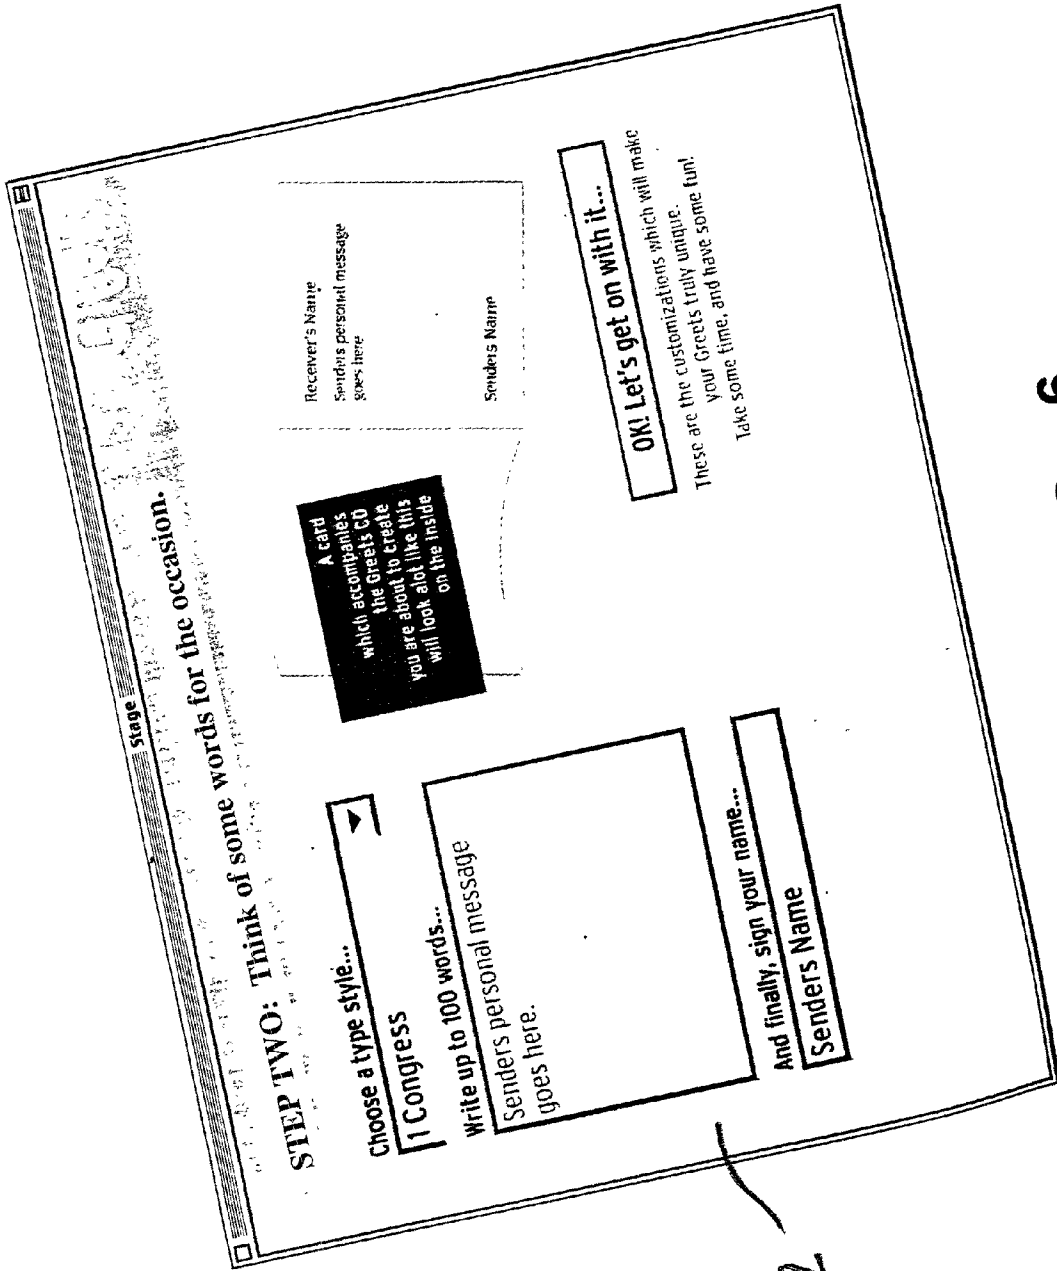 Stage
STEP TWO: Think of some words for the occasion.
Choose a type style...
1 Congress
Write up to 100 words...
Senders personal message
goes here.
And finally, sign your name...
Senders Name
A card
which accompanies
the Greets CD
you are about to create
will look alot like this
on the inside
Receiver's Name
Senders personal message
goes here
Senders Name
OK! Let's get on with it...
These are the customizations which will make
your Greets truly unique.
Take some time, and have some fun!